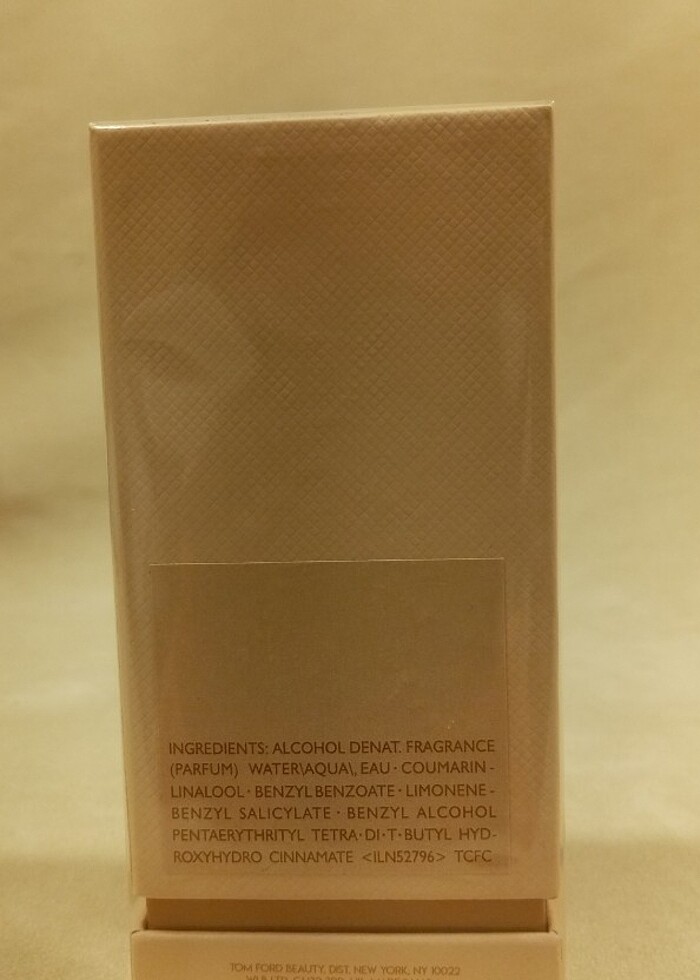 INGREDIENTS: ALCOHOL DENAT. FRAGRANCE
(PARFUM) WATER\AQUA\, EAU · COUMARIN -
LINALOOL · BENZYL BENZOATE · LIMONENE -
BENZYL SALICYLATE · BENZYL ALCOHOL
PENTAERYTHRITYL TETRA·DI·T·BUTYL HYD-
ROXYHYDRO CINNAMATE <ILN52796> TCFC
TOM FORD BEAUTY, DIST. NEW YORK, NY 10022